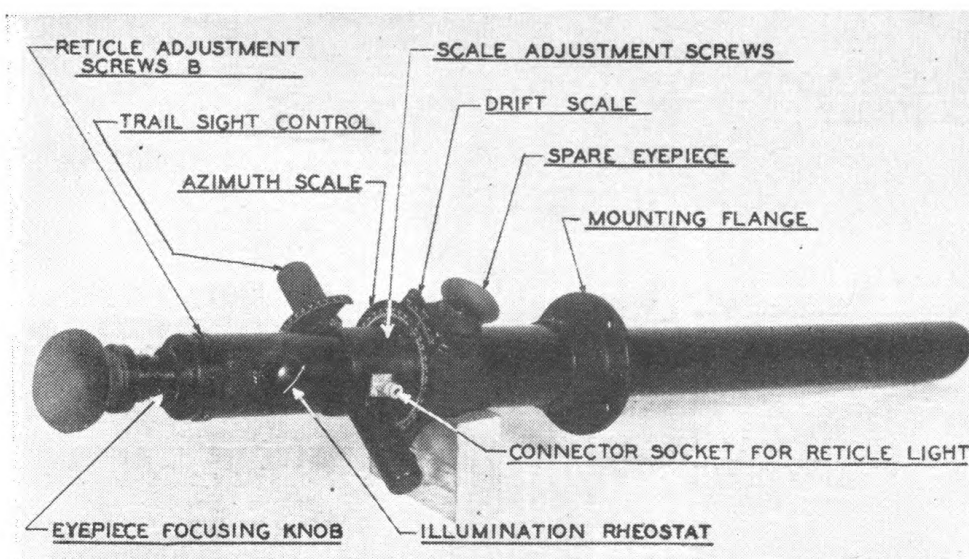 RETICLE ADJUSTMENT
SCREWS B
SCALE ADJUSTMENT SCREWS
TRAIL SIGHT CONTROL
DRIFT SCALE
AZIMUTH SCALE
SPARE EYEPIECE
MOUNTING FLANGE
CONNECTOR SOCKET FOR RETICLE LIGHT
EYEPIECE FOCUSING KNOB
ILLUMINATION RHEOSTAT